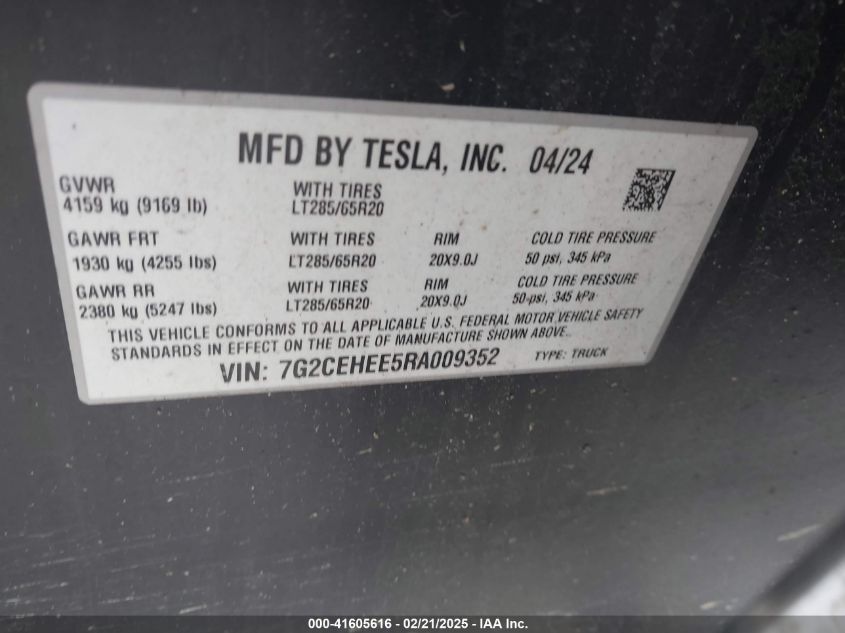 MFD BY TESLA, INC. 04/24
GVWR WITH TIRES
4159 kg (9169 lb) LT285/65R20
GAWR FRT WITH TIRES RIM COLD TIRE PRESSURE
1930 kg (4255 lbs) LT285/65R20 20X9.0J 50 psi, 345 kPa
GAWR RR WITH TIRES RIM COLD TIRE PRESSURE
2380 kg (5247 lbs) LT285/65R20 20X9.0J 50-psi, 345 kPa
THIS VEHICLE CONFORMS TO ALL APPLICABLE U.S. FEDERAL MOTOR VEHICLE SAFETY
STANDARDS IN EFFECT ON THE DATE OF MANUFACTURE SHOWN ABOVE.
VIN: 7G2CEHEE5RA009352 TYPE: TRUCK
000-41605616 - 02/21/2025 - IAA Inc.